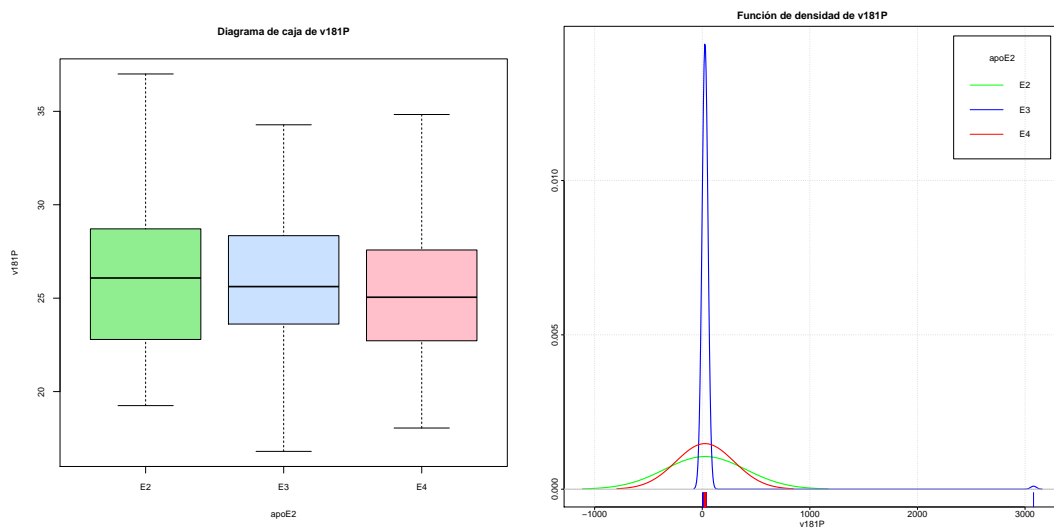 Diagrama de caja de v181P
35
30
25
20
v181P
E2
E3
E4
apoE2
Función de densidad de v181P
apoE2
E2
E3
E4
0.010
0.005
0.000
−1000
0
1000
2000
3000
v181P